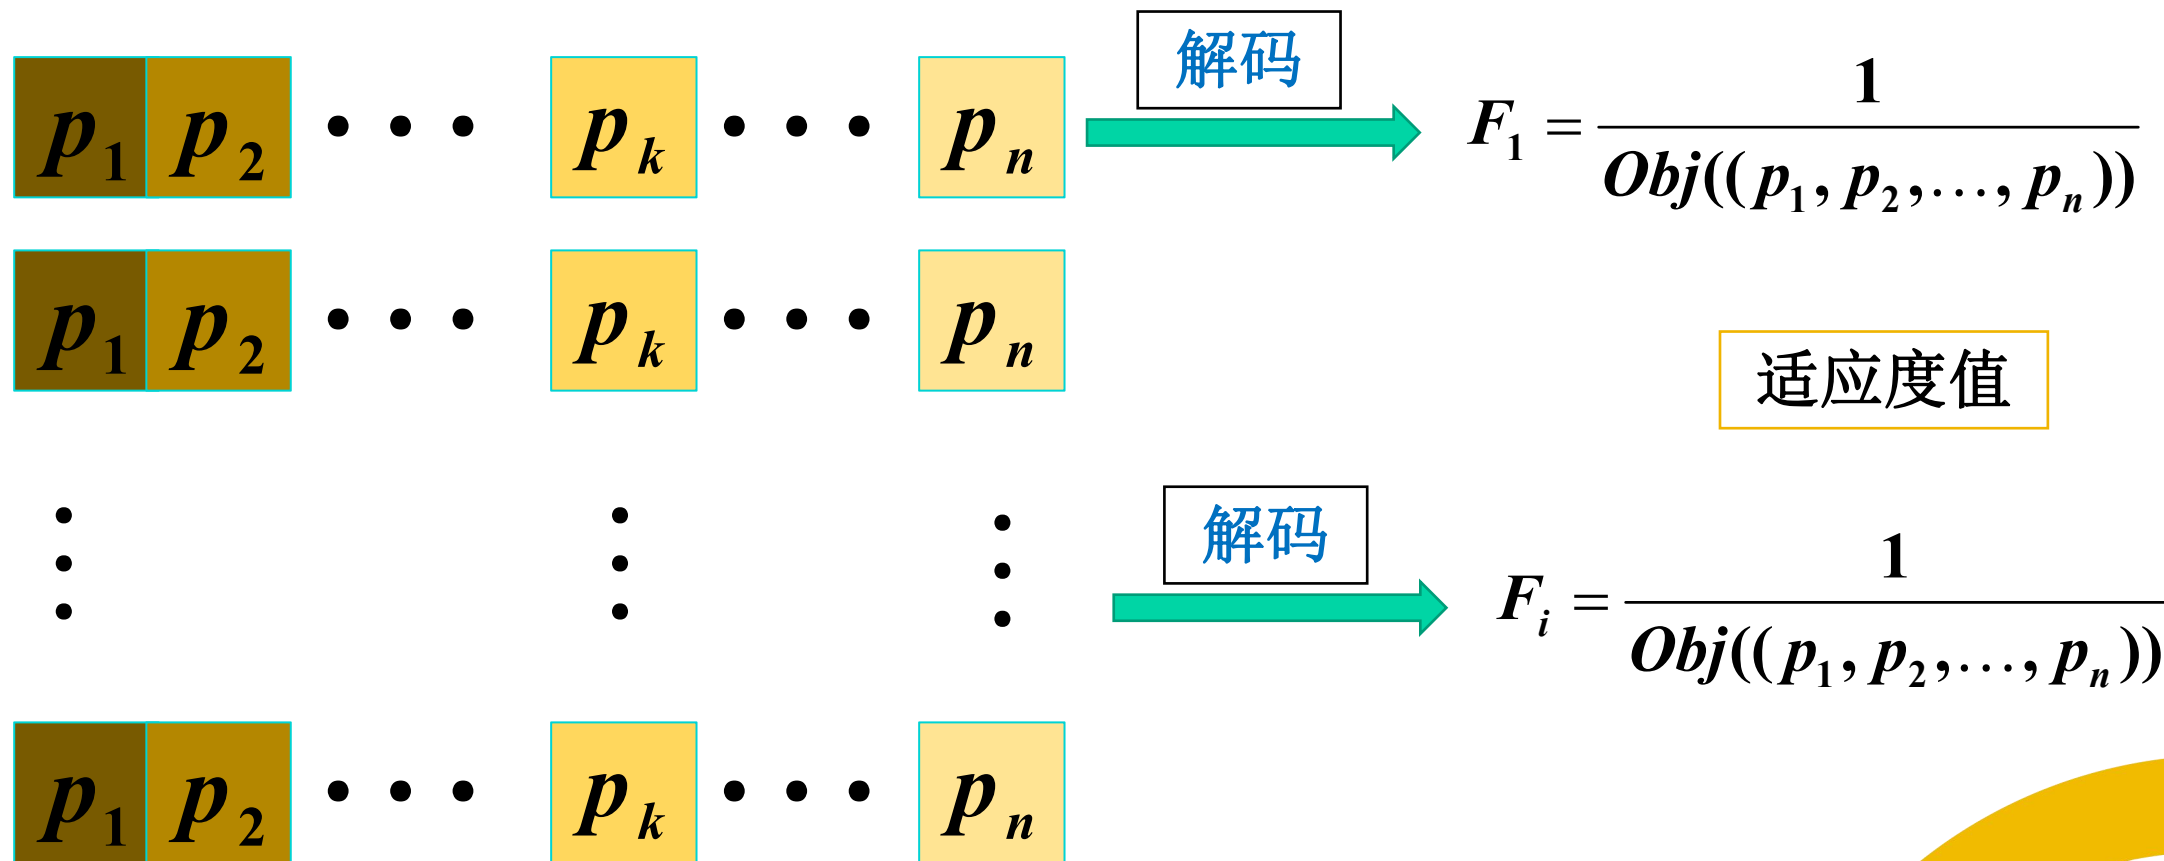 解码
p₁ p₂ • • • pₖ • • • pₙ
F₁ = 1 / Obj((p₁, p₂, ..., pₙ))
p₁ p₂ • • • pₖ • • • pₙ
适应度值
解码
Fᵢ = 1 / Obj((p₁, p₂, ..., pₙ))
p₁ p₂ • • • pₖ • • • pₙ